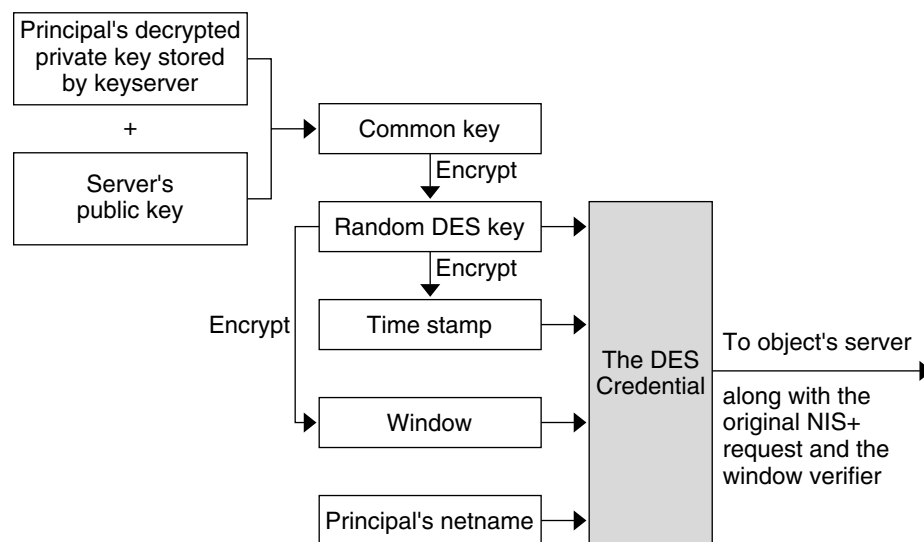 Principal's decrypted
private key stored
by keyserver
+
Server's
public key
Common key
Encrypt
Random DES key
Encrypt
Encrypt
Time stamp
Window
Principal's netname
The DES
Credential
To object's server
along with the
original NIS+
request and the
window verifier